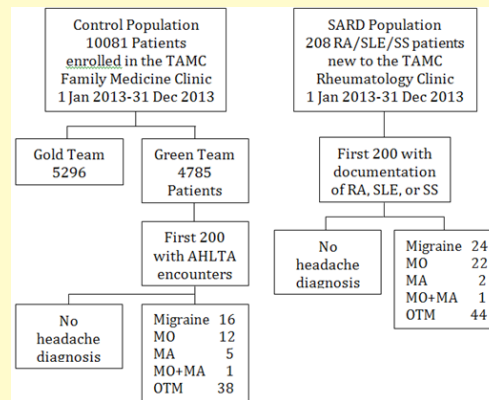 Control Population
10081 Patients
enrolled in the TAMC
Family Medicine Clinic
1 Jan 2013-31 Dec 2013
Gold Team
5296
Green Team
4785
Patients
First 200
with AHLTA
encounters
No
headache
diagnosis
Migraine 16
MO 12
MA 5
MO+MA 1
OTM 38
SARD Population
208 RA/SLE/SS patients
new to the TAMC
Rheumatology Clinic
1 Jan 2013-31 Dec 2013
First 200 with
documentation
of RA, SLE, or SS
No
headache
diagnosis
Migraine 24
MO 22
MA 2
MO+MA 1
OTM 44